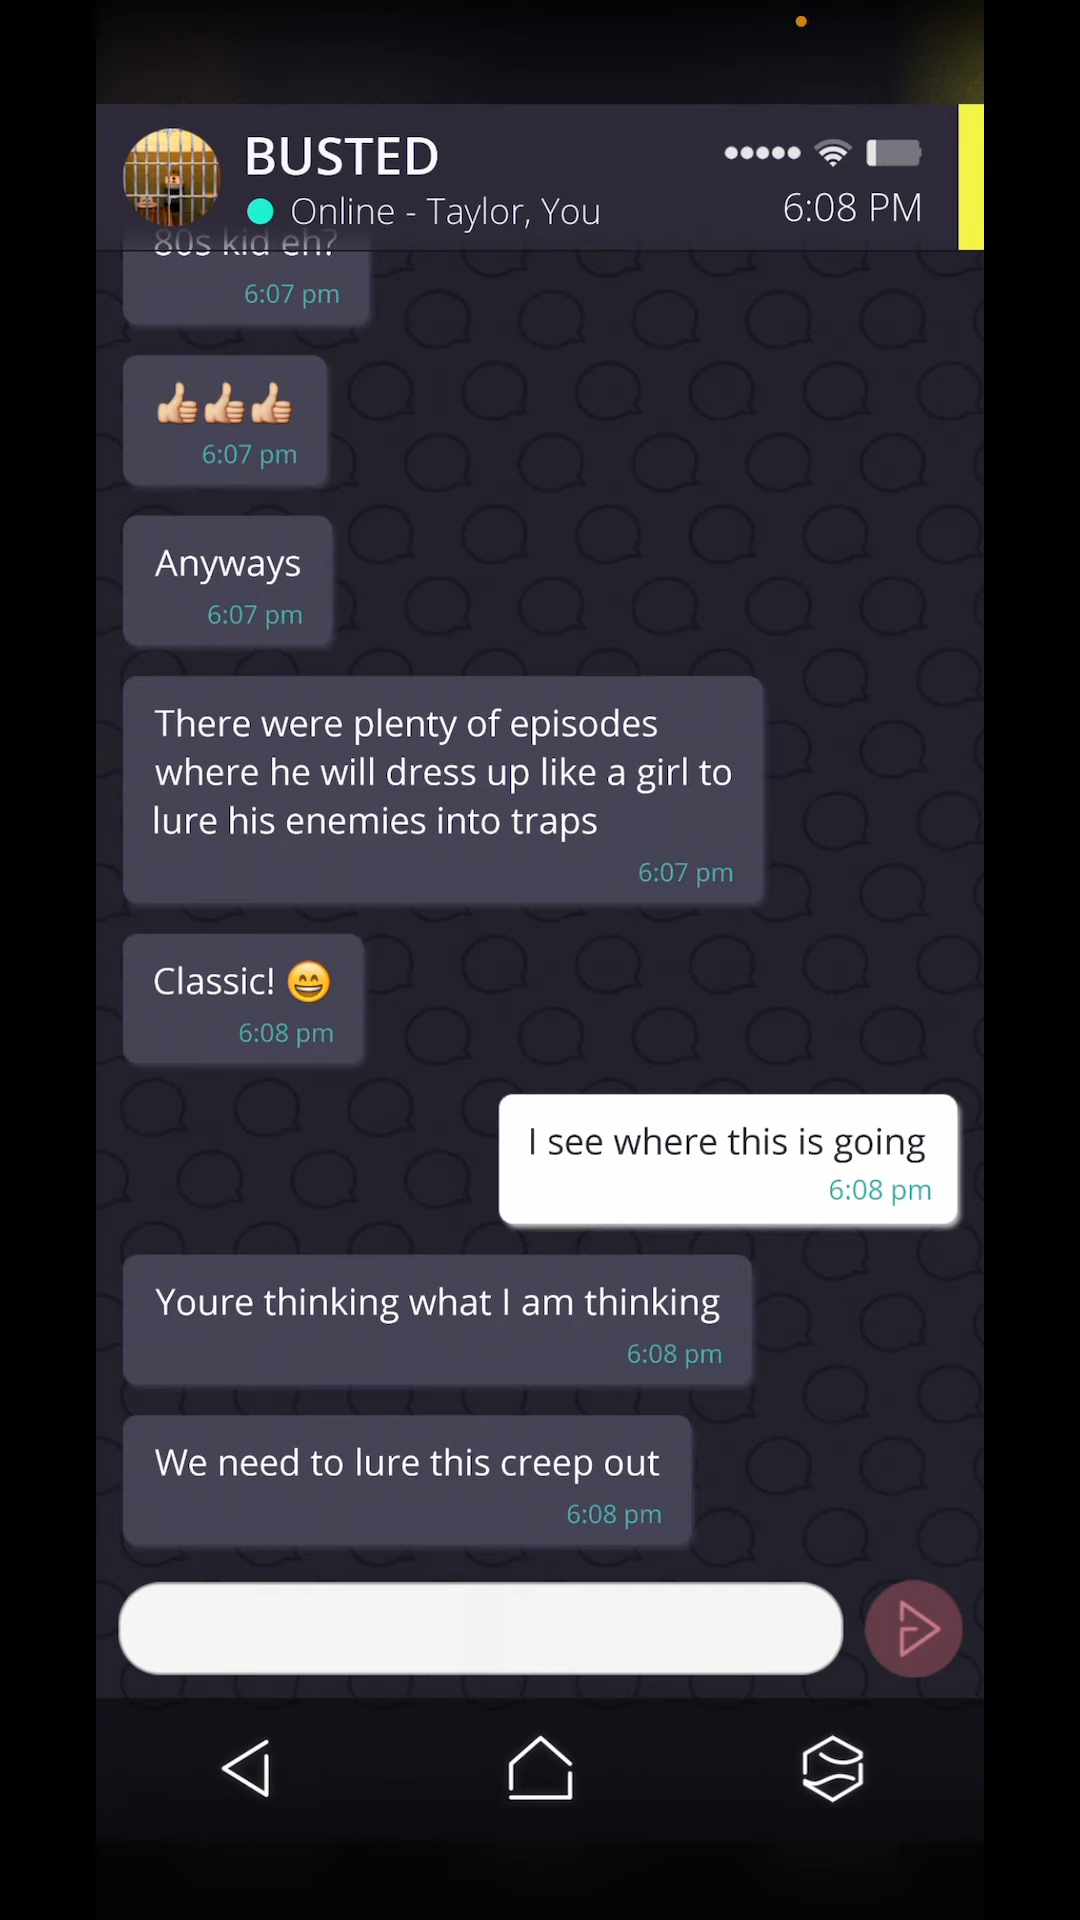 BUSTED
Online - Taylor, You
6:08 PM
80s kid eh?
6:07 pm
👍🏼👍🏼👍🏼
6:07 pm
Anyways
6:07 pm
There were plenty of episodes
where he will dress up like a girl to
lure his enemies into traps
6:07 pm
Classic! 😄
6:08 pm
I see where this is going
6:08 pm
Youre thinking what I am thinking
6:08 pm
We need to lure this creep out
6:08 pm